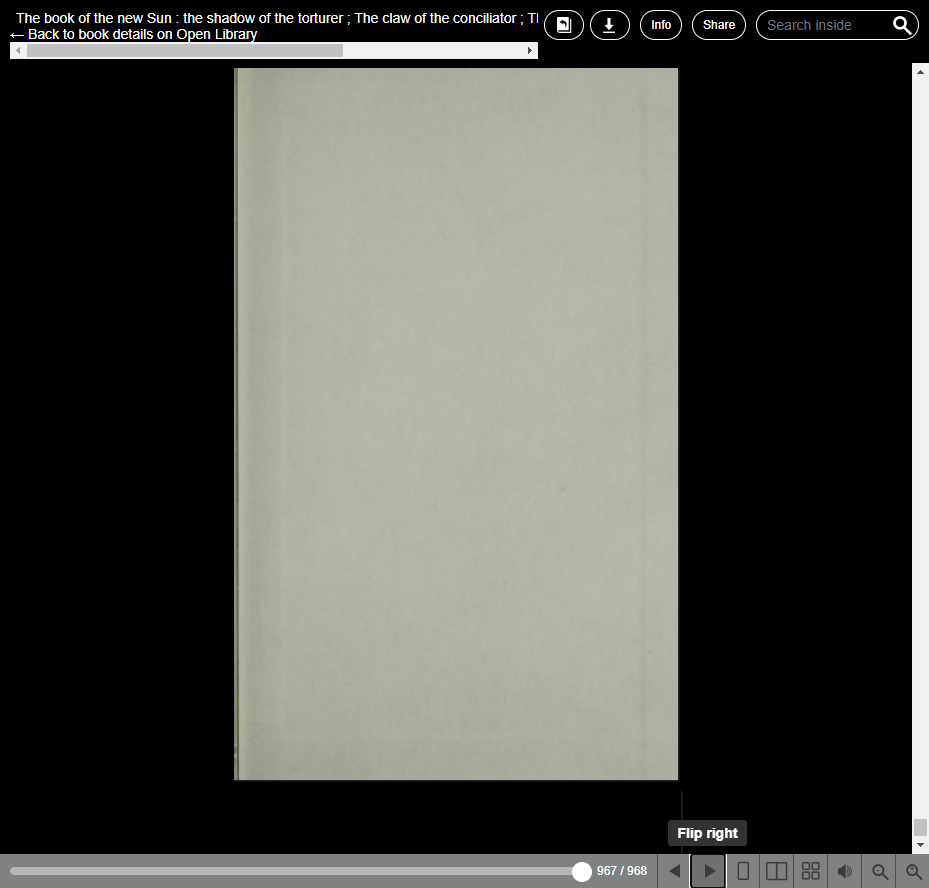 The book of the new Sun : the shadow of the torturer ; The claw of the conciliator ;
← Back to book details on Open Library
Info
Share
Search inside
Flip right
967 / 968